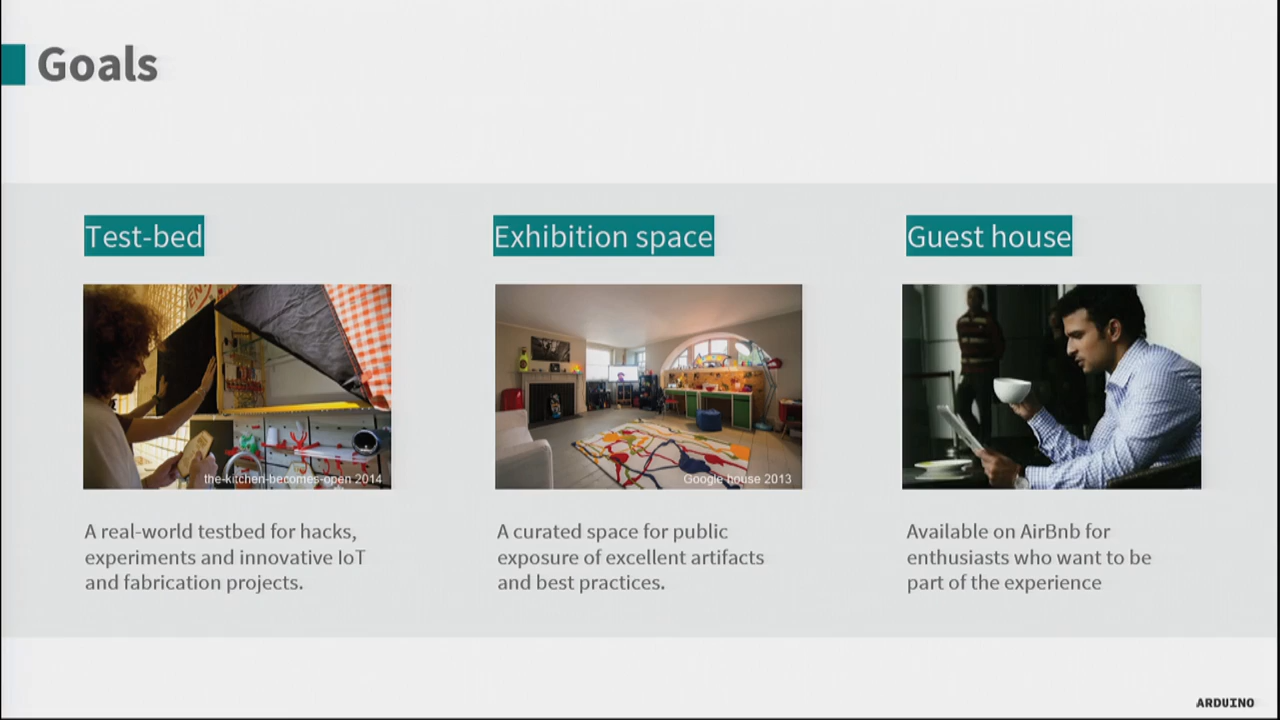 Goals
Test-bed
the-kitchen-becomes-open 2014
A real-world testbed for hacks,
experiments and innovative IoT
and fabrication projects.
Exhibition space
Google house 2013
A curated space for public
exposure of excellent artifacts
and best practices.
Guest house
Available on AirBnb for
enthusiasts who want to be
part of the experience
ARDUINO